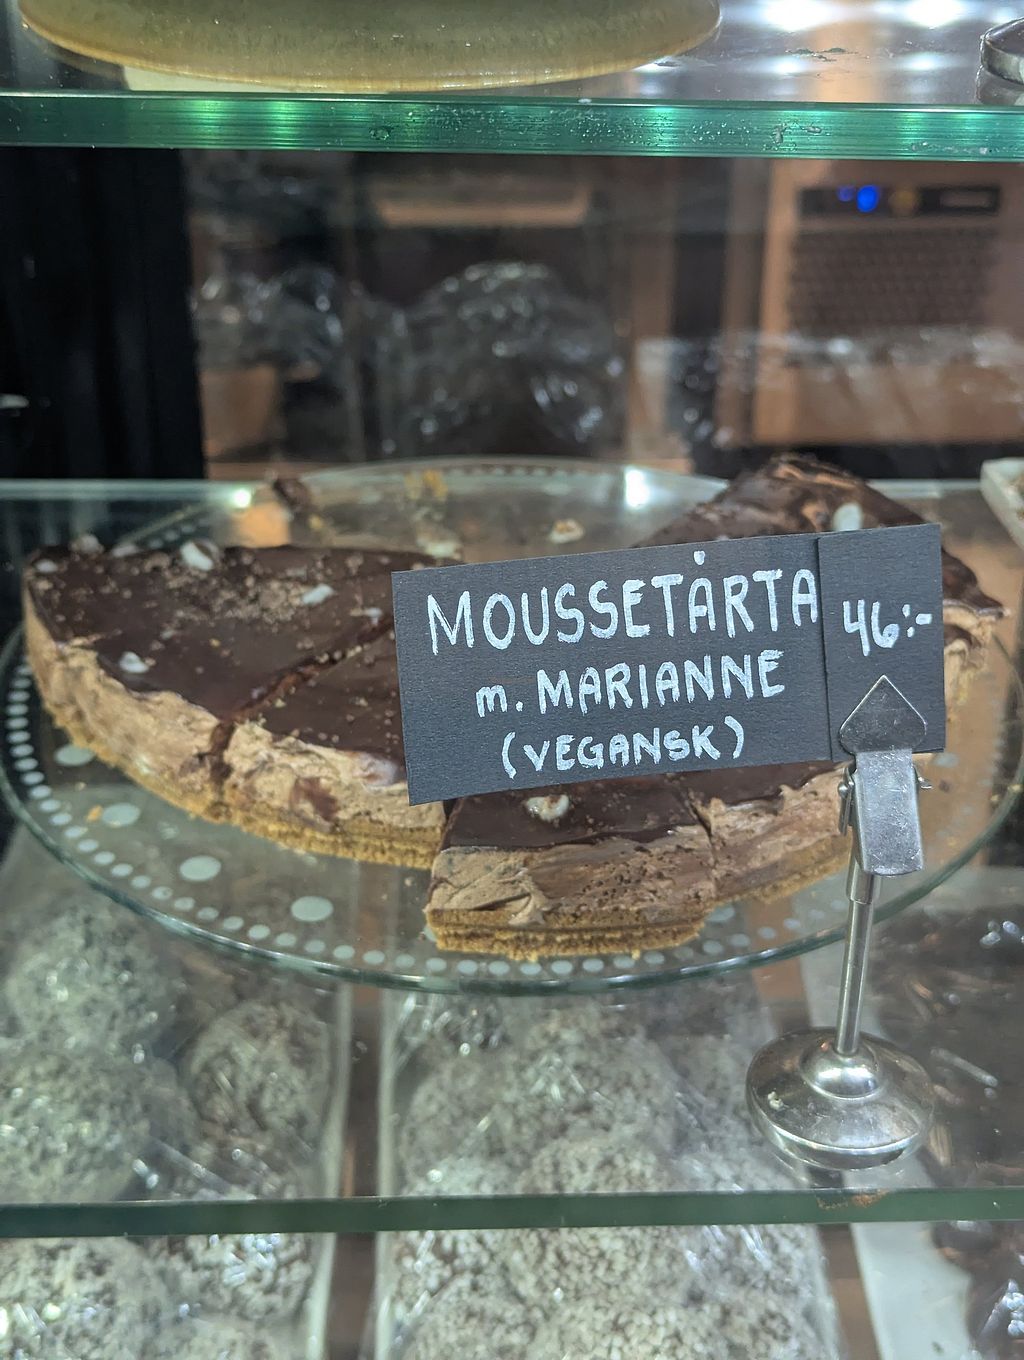 MOUSSETÅRTA 46:-
m. MARIANNE
(VEGANSK)